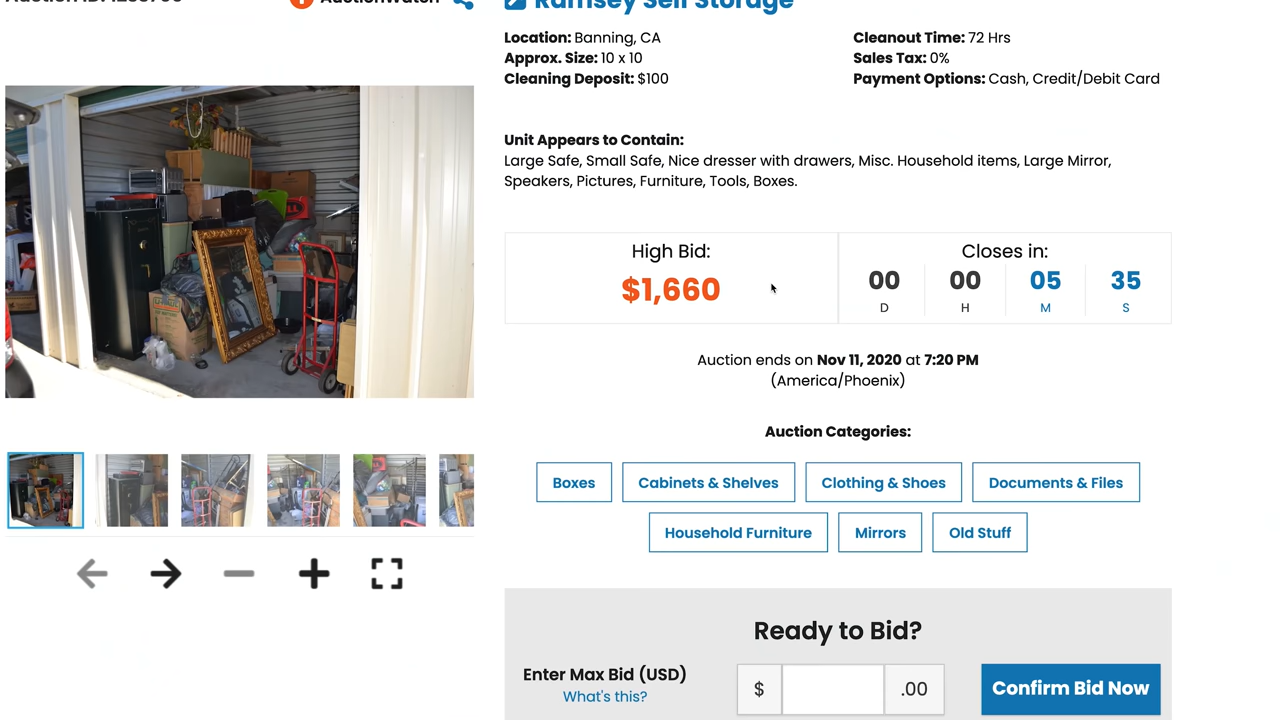 Ramsey Self Storage
Location: Banning, CA
Approx. Size: 10 x 10
Cleaning Deposit: $100
Cleanout Time: 72 Hrs
Sales Tax: 0%
Payment Options: Cash, Credit/Debit Card
Unit Appears to Contain:
Large Safe, Small Safe, Nice dresser with drawers, Misc. Household items, Large Mirror,
Speakers, Pictures, Furniture, Tools, Boxes.
High Bid:
$1,660
Closes in:
00 00 05 35
D H M S
Auction ends on Nov 11, 2020 at 7:20 PM
(America/Phoenix)
Auction Categories:
Boxes Cabinets & Shelves Clothing & Shoes Documents & Files
Household Furniture Mirrors Old Stuff
Ready to Bid?
Enter Max Bid (USD)
What's this?
$ .00
Confirm Bid Now